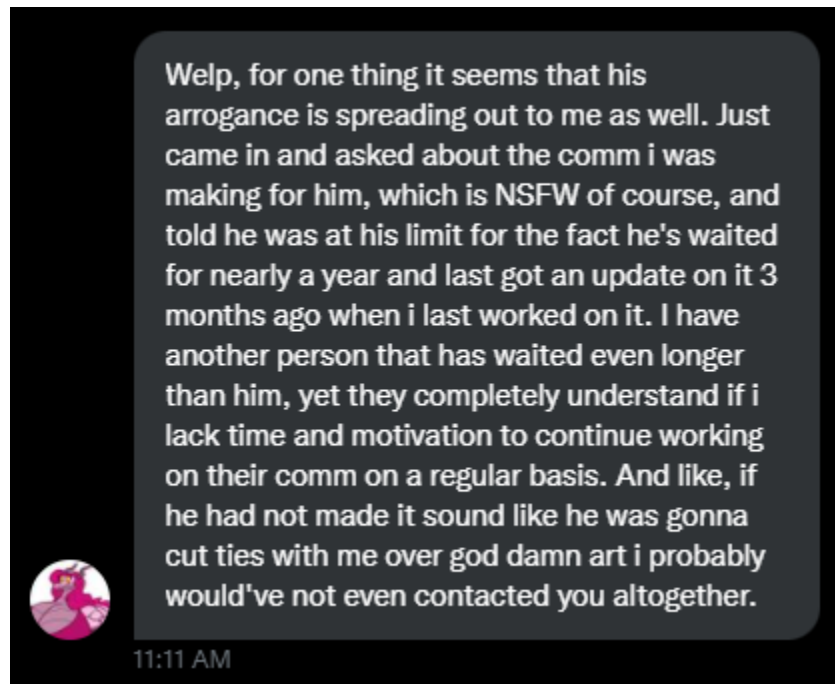 Welp, for one thing it seems that his
arrogance is spreading out to me as well. Just
came in and asked about the comm i was
making for him, which is NSFW of course, and
told he was at his limit for the fact he's waited
for nearly a year and last got an update on it 3
months ago when i last worked on it. I have
another person that has waited even longer
than him, yet they completely understand if i
lack time and motivation to continue working
on their comm on a regular basis. And like, if
he had not made it sound like he was gonna
cut ties with me over god damn art i probably
would've not even contacted you altogether.
11:11 AM